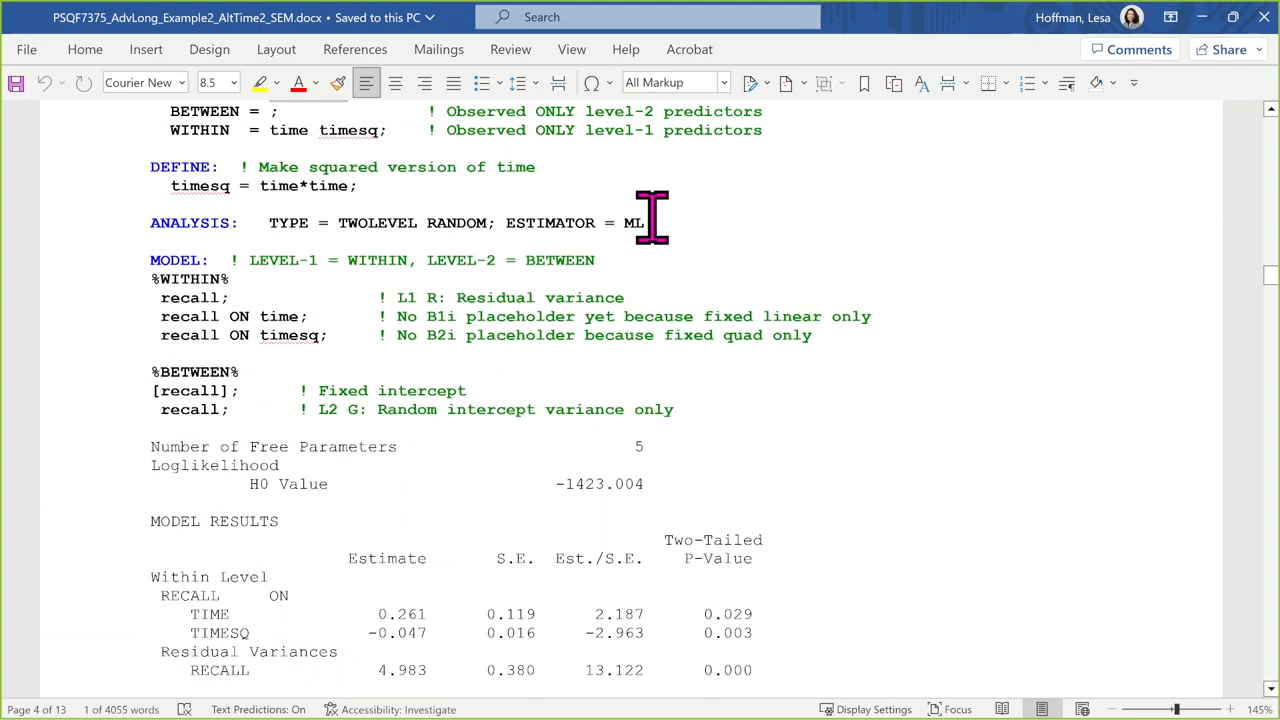 PSQF7375_AdvLong_Example2_AltTime2_SEM.docx • Saved to this PC
Search
Hoffman, Lesa
File Home Insert Design Layout References Mailings Review View Help Acrobat
Comments Share
Courier New 8.5 All Markup
BETWEEN = ; ! Observed ONLY level-2 predictors
WITHIN = time timesq; ! Observed ONLY level-1 predictors
DEFINE: ! Make squared version of time
timesq = time*time;
ANALYSIS: TYPE = TWOLEVEL RANDOM; ESTIMATOR = ML
MODEL: ! LEVEL-1 = WITHIN, LEVEL-2 = BETWEEN
%WITHIN%
recall; ! L1 R: Residual variance
recall ON time; ! No B1i placeholder yet because fixed linear only
recall ON timesq; ! No B2i placeholder because fixed quad only
%BETWEEN%
[recall]; ! Fixed intercept
recall; ! L2 G: Random intercept variance only
Number of Free Parameters 5
Loglikelihood
H0 Value -1423.004
MODEL RESULTS
Two-Tailed
Estimate S.E. Est./S.E. P-Value
Within Level
RECALL ON
TIME 0.261 0.119 2.187 0.029
TIMESQ -0.047 0.016 -2.963 0.003
Residual Variances
RECALL 4.983 0.380 13.122 0.000
Page 4 of 13 1 of 4055 words Text Predictions: On Accessibility: Investigate Display Settings Focus 145%